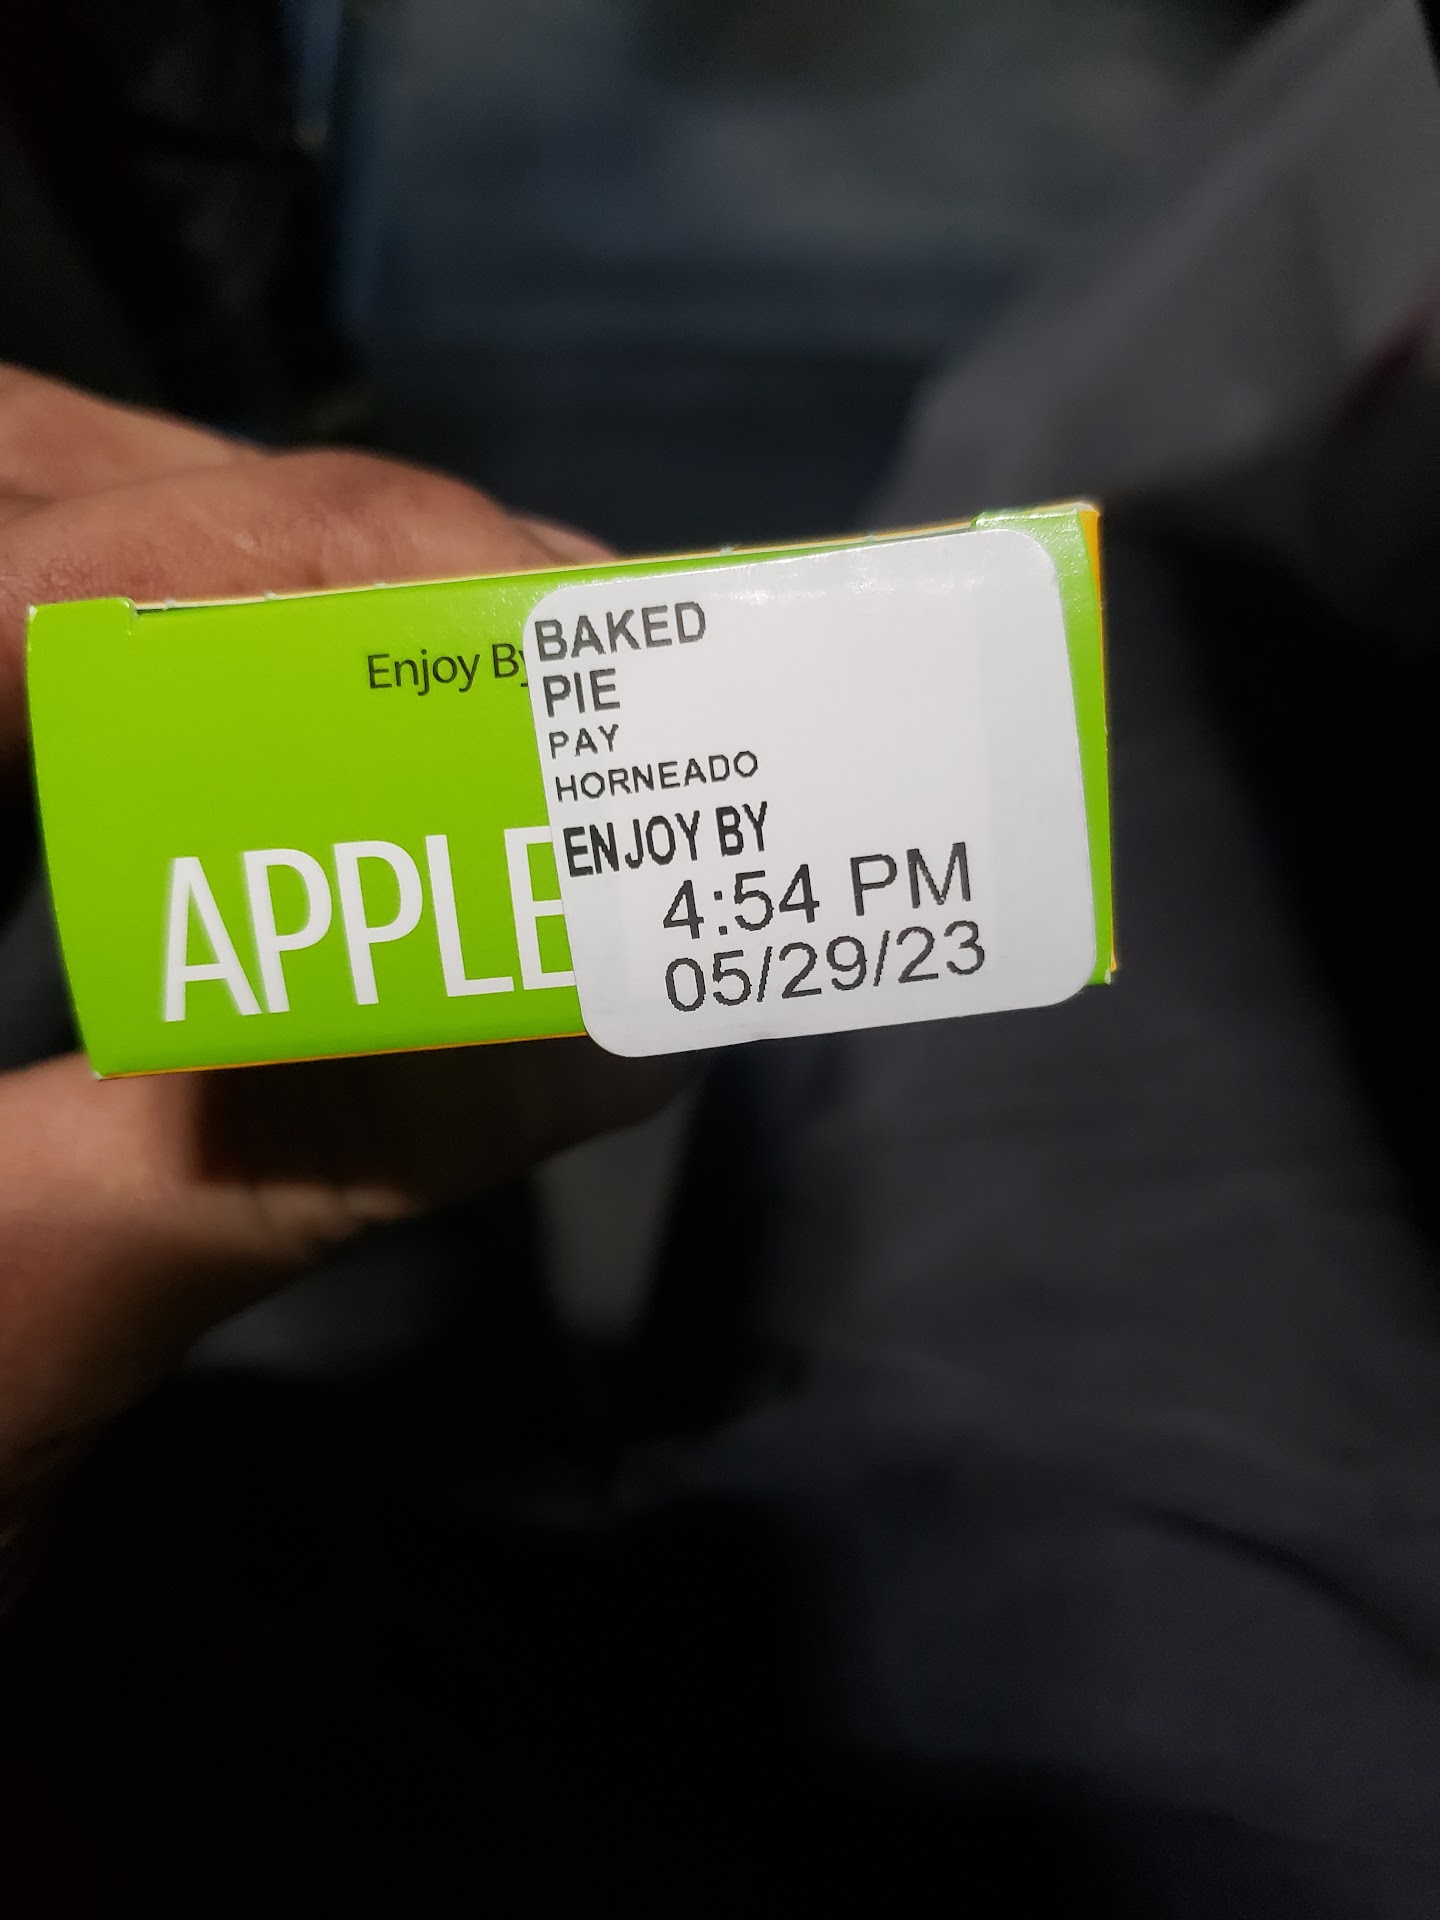 Enjoy By
BAKED
PIE
PAY
HORNEADO
ENJOY BY
4:54 PM
05/29/23
APPLE